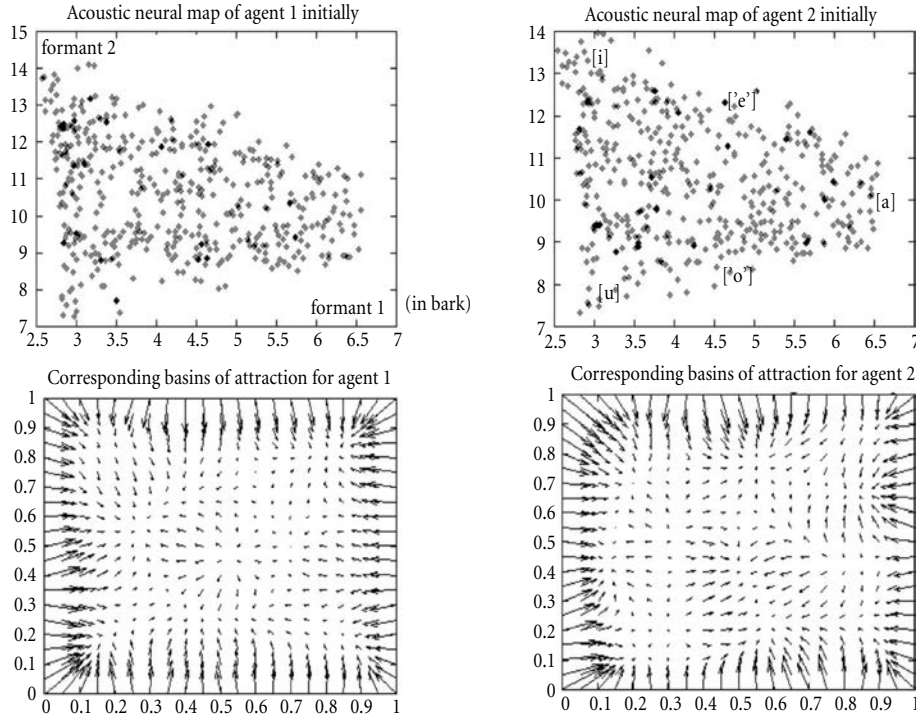 Acoustic neural map of agent 1 initially
15
14
13
12
11
10
9
8
7
formant 2
formant 1
(in bark)
2.5 3 3.5 4 4.5 5 5.5 6 6.5 7
Acoustic neural map of agent 2 initially
14
13
12
11
10
9
8
7
[i]
['e']
[a]
['o']
[u]
2.5 3 3.5 4 4.5 5 5.5 6 6.5 7
Corresponding basins of attraction for agent 1
1
0.9
0.8
0.7
0.6
0.5
0.4
0.3
0.2
0.1
0
0 0.1 0.2 0.3 0.4 0.5 0.6 0.7 0.8 0.9 1
Corresponding basins of attraction for agent 2
1
0.9
0.8
0.7
0.6
0.5
0.4
0.3
0.2
0.1
0
0 0.1 0.2 0.3 0.4 0.5 0.6 0.7 0.8 0.9 1